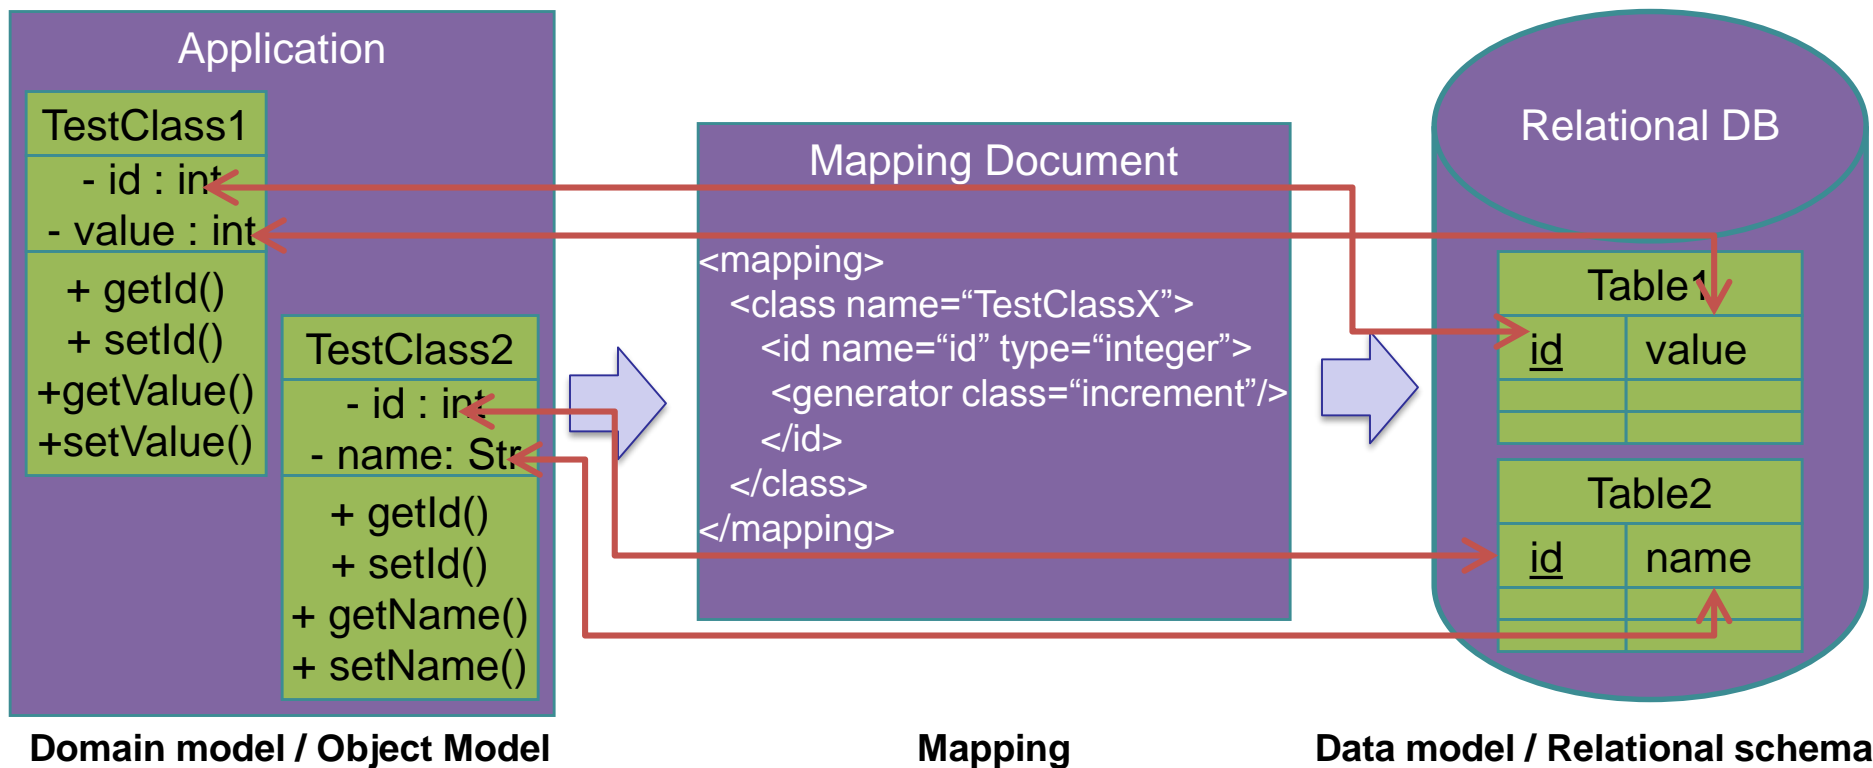 Application
TestClass1
- id : int
- value : int
+ getId()
+ setId()
+getValue()
+setValue()
TestClass2
- id : int
- name: Str
+ getId()
+ setId()
+ getName()
+ setName()
Mapping Document
<mapping>
<class name=“TestClassX”>
<id name=“id” type=“integer”>
<generator class=“increment”/>
</id>
</class>
</mapping>
Relational DB
Table1
id value
Table2
id name
Domain model / Object Model
Mapping
Data model / Relational schema